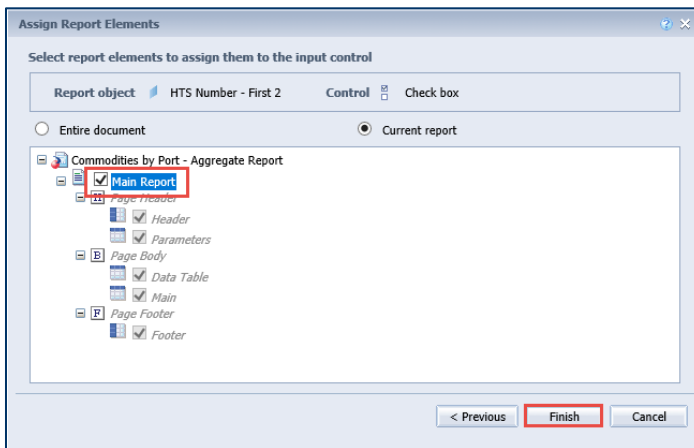 Assign Report Elements
Select report elements to assign them to the input control
Report object HTS Number - First 2 Control Check box
Entire document Current report
Commodities by Port - Aggregate Report
Main Report
H Page Header
Header
Parameters
B Page Body
Data Table
Main
F Page Footer
Footer
< Previous Finish Cancel